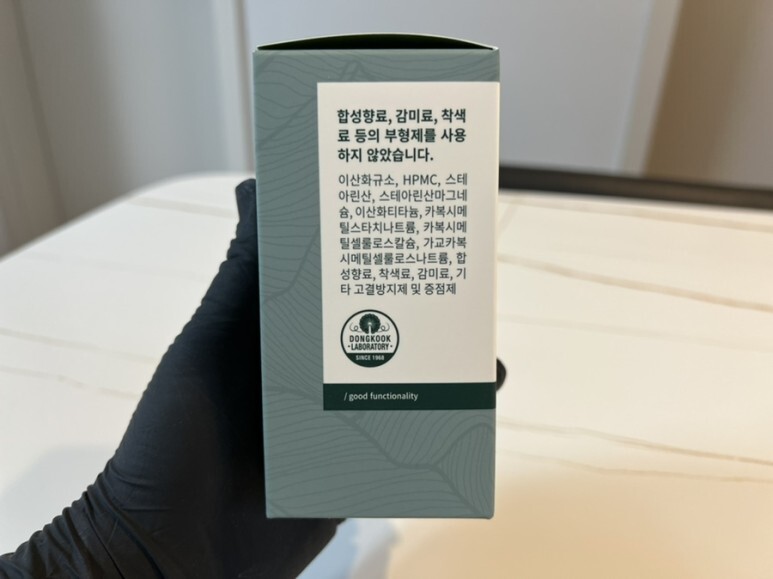 합성향료, 감미료, 착색
료 등의 부형제를 사용
하지 않았습니다.
이산화규소, HPMC, 스테
아린산, 스테아린산마그네
슘, 이산화티타늄, 카복시메
틸스타치나트륨, 카복시메
틸셀룰로스칼슘, 가교카복
시메틸셀룰로스나트륨, 합
성향료, 착색료, 감미료, 기
타 고결방지제 및 증점제
DONGKOOK
·LABORATORY·
SINCE 1968
/ good functionality